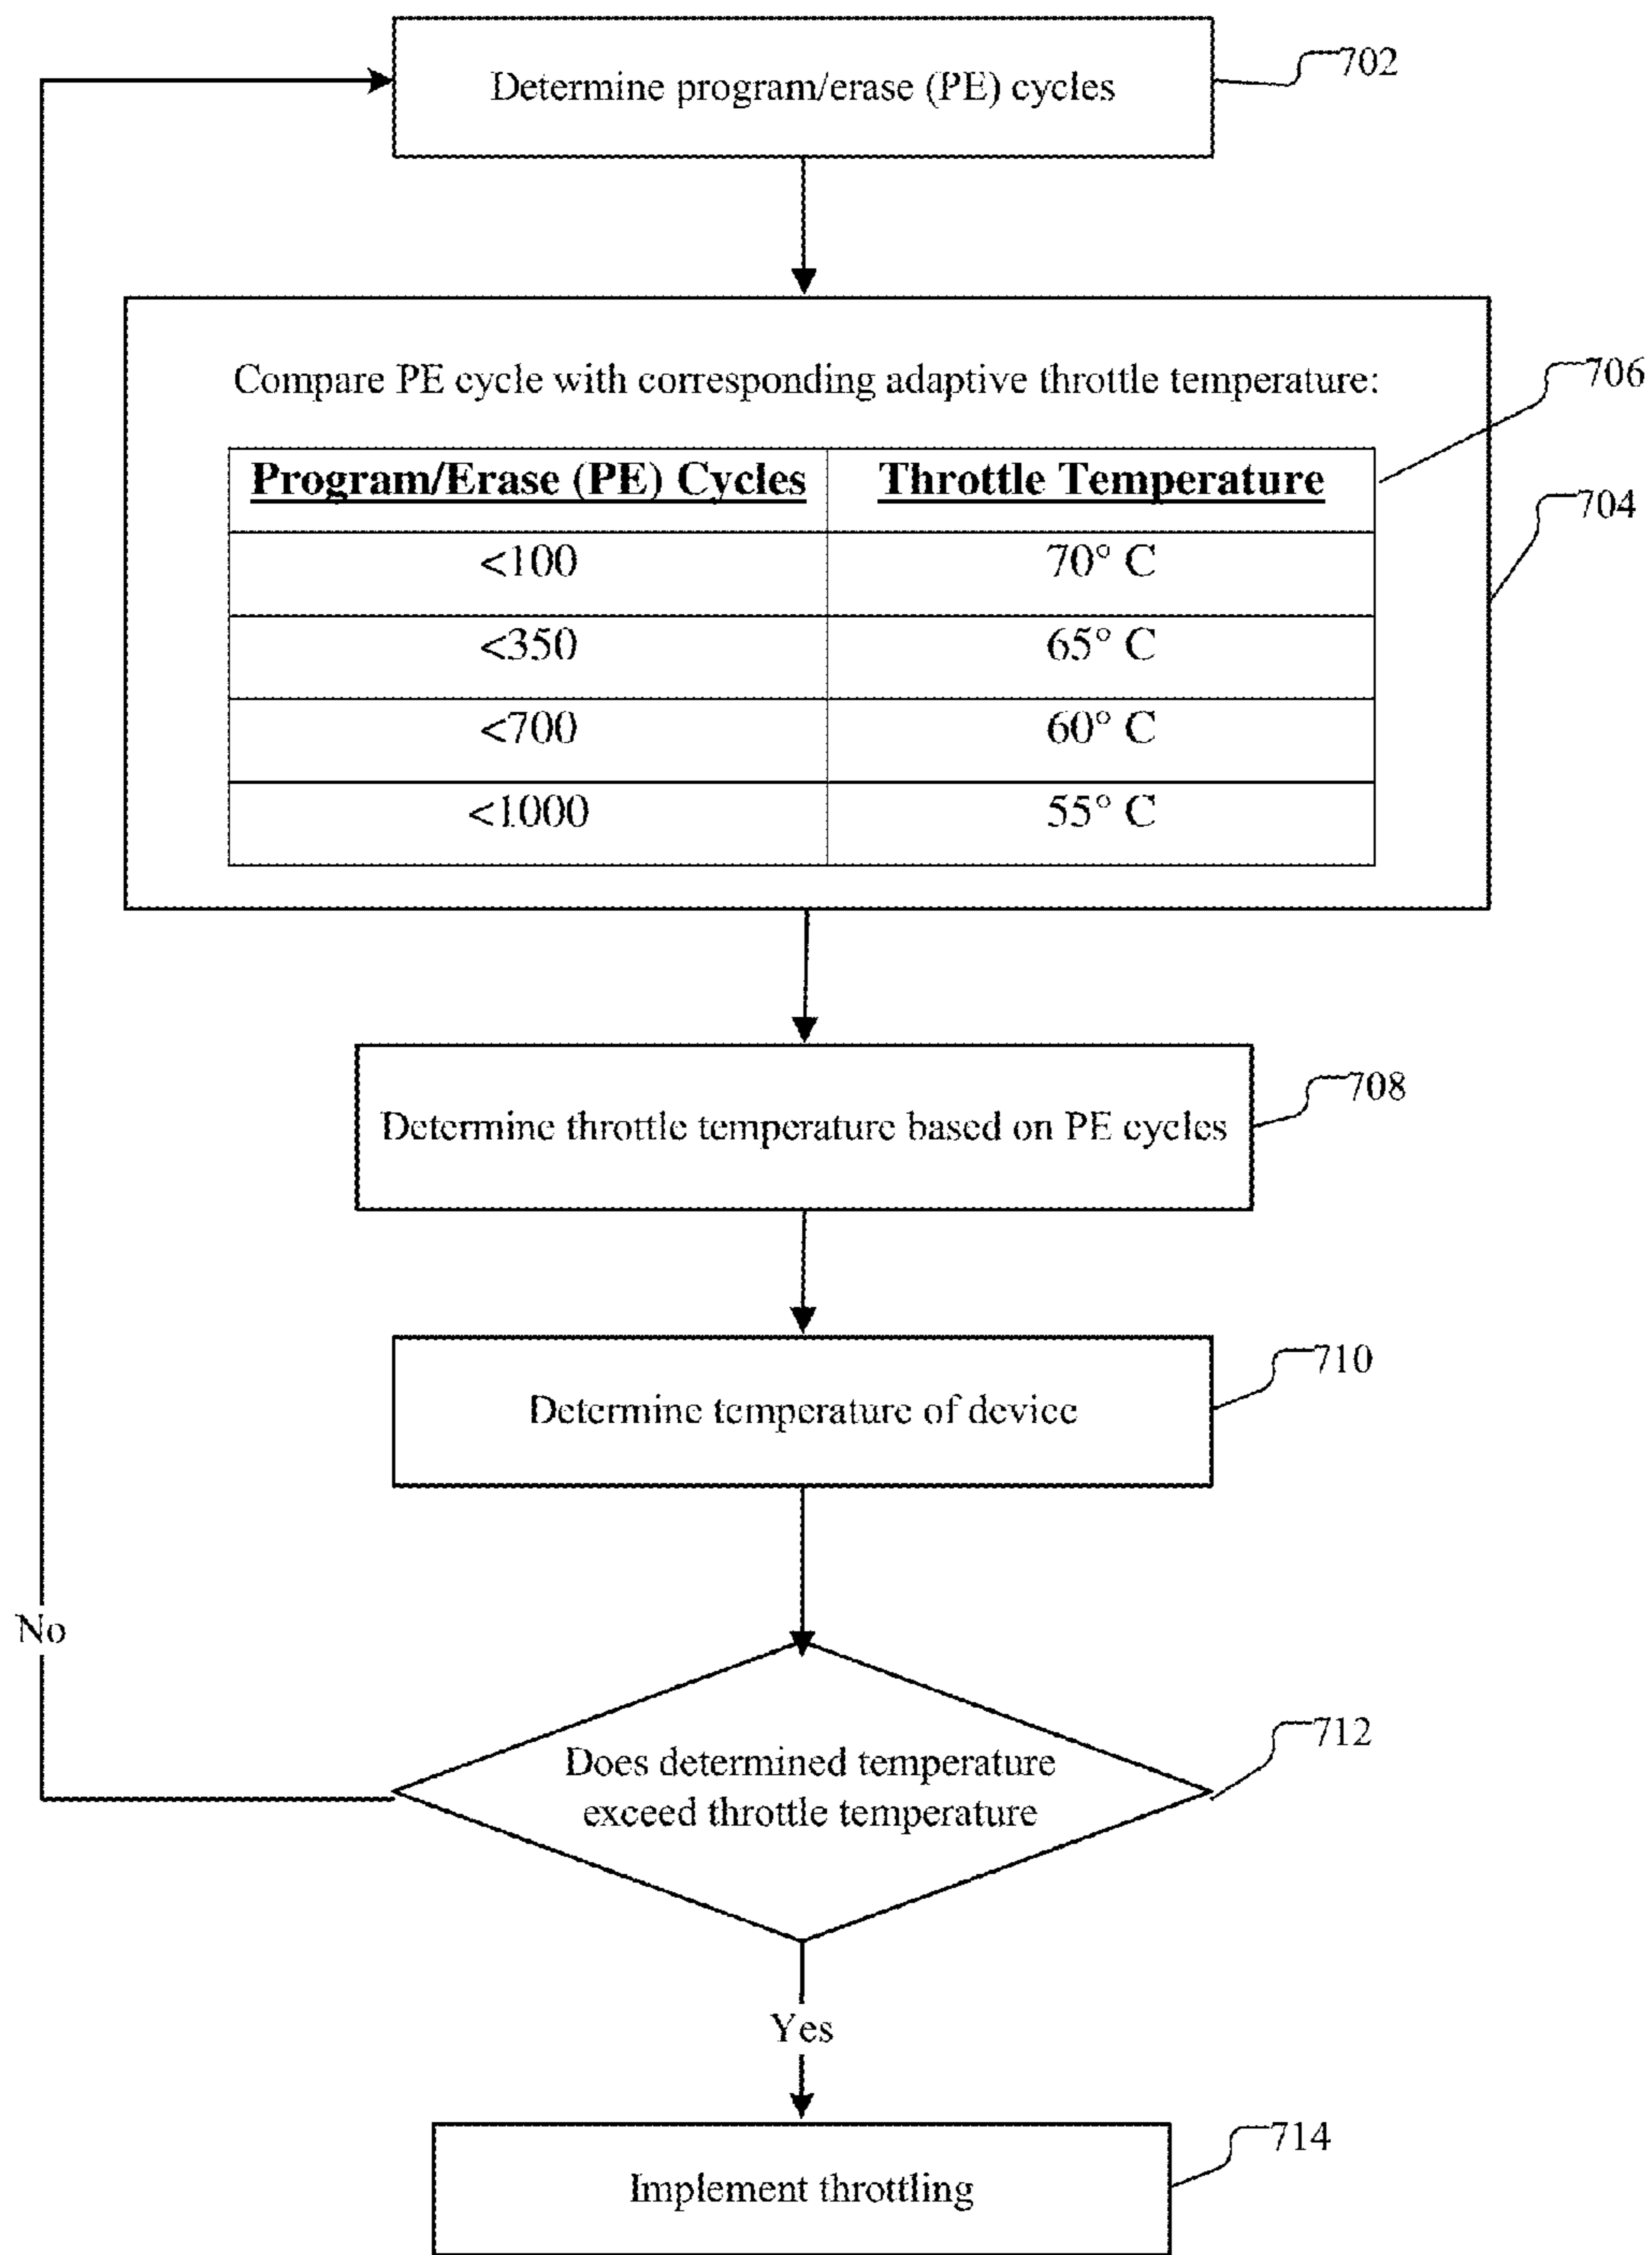 Determine program/erase (PE) cycles
702
Compare PE cycle with corresponding adaptive throttle temperature:
706
Program/Erase (PE) Cycles Throttle Temperature
704
<100 70° C
<350 65° C
<700 60° C
<1000 55° C
Determine throttle temperature based on PE cycles
708
Determine temperature of device
710
No
Does determined temperature
exceed throttle temperature
712
Yes
Implement throttling
714